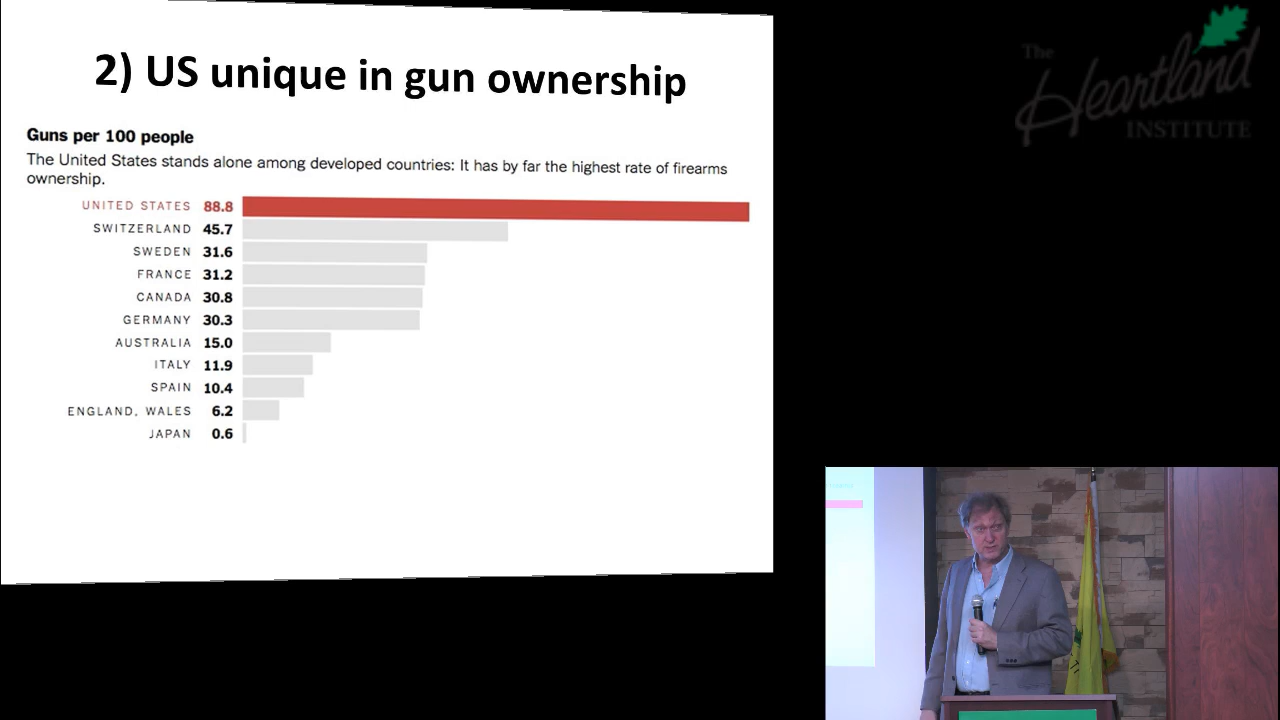 2) US unique in gun ownership
Guns per 100 people
The United States stands alone among developed countries: It has by far the highest rate of firearms
ownership.
UNITED STATES 88.8
SWITZERLAND 45.7
SWEDEN 31.6
FRANCE 31.2
CANADA 30.8
GERMANY 30.3
AUSTRALIA 15.0
ITALY 11.9
SPAIN 10.4
ENGLAND, WALES 6.2
JAPAN 0.6
The
Heartland
INSTITUTE